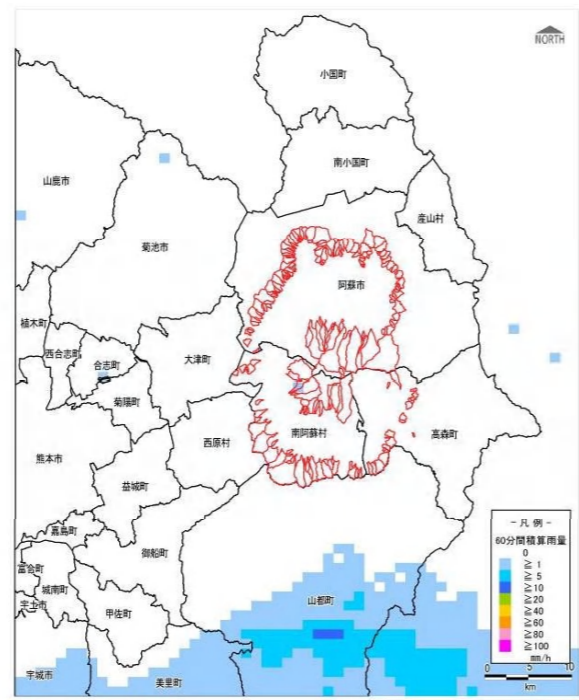 NORTH
小国町
南小国町
山鹿市
産山村
菊池市
阿蘇市
植木町
西合志町
合志町
大津町
菊陽町
熊本市
西原村
南阿蘇村
高森町
益城町
嘉島町
御船町
富合町
城南町
宇土市
甲佐町
山都町
宇城市
美里町
- 凡 例 -
60分間積算雨量
0
≧ 1
≧ 5
≧ 10
≧ 20
≧ 40
≧ 60
≧ 80
≧ 100
mm/h
0 5 10
km